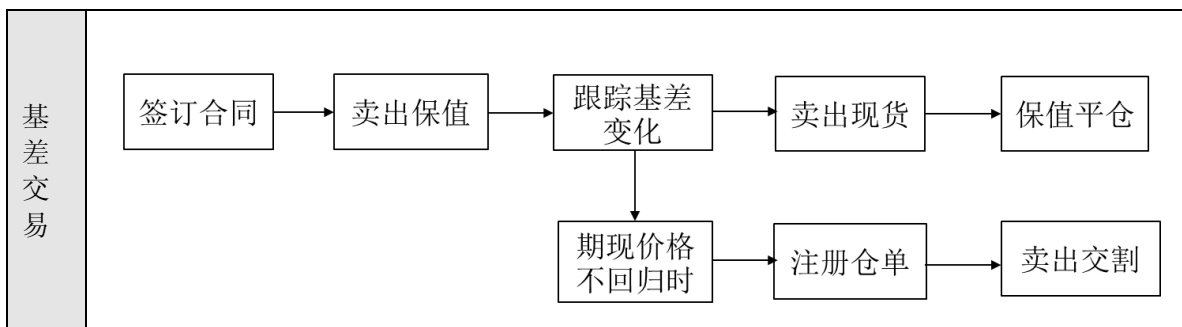 基差交易
签订合同
卖出保值
跟踪基差
变化
卖出现货
保值平仓
期现价格
不回归时
注册仓单
卖出交割